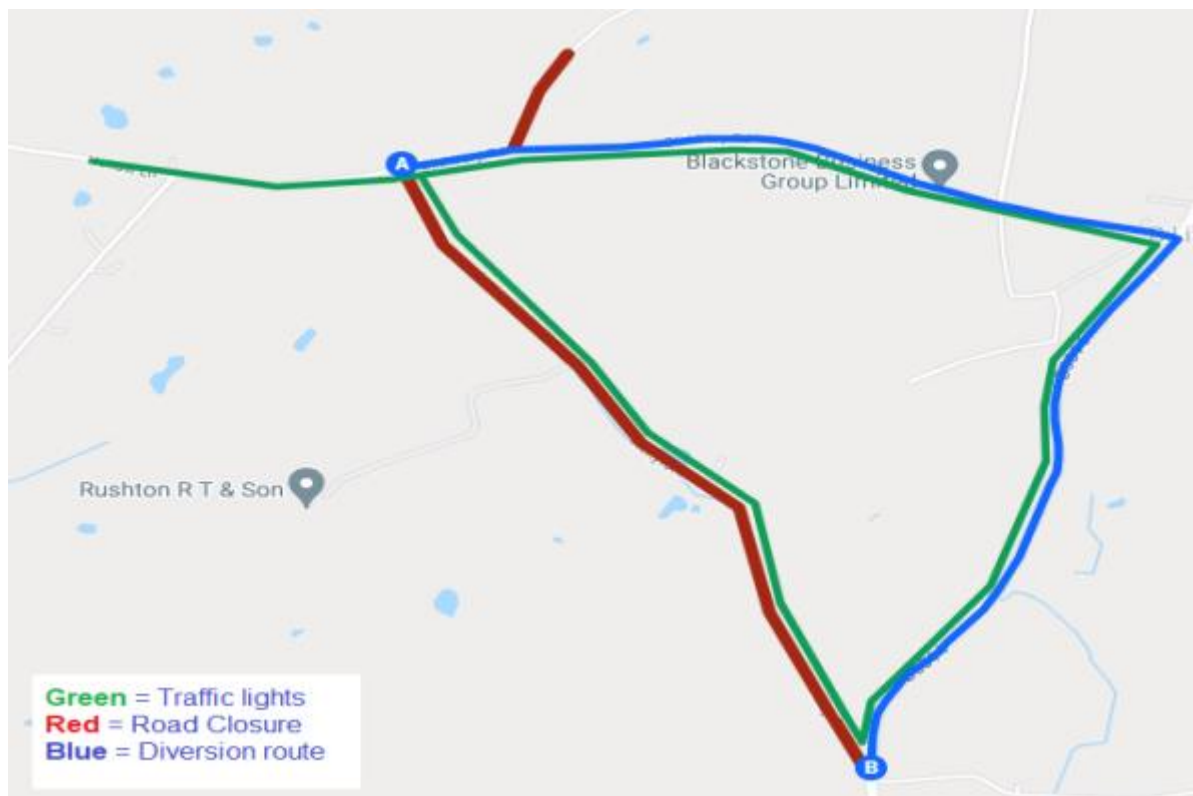 A
Blackstone Business
Group Limited
Rushton R T & Son
Green = Traffic lights
Red = Road Closure
Blue = Diversion route
B